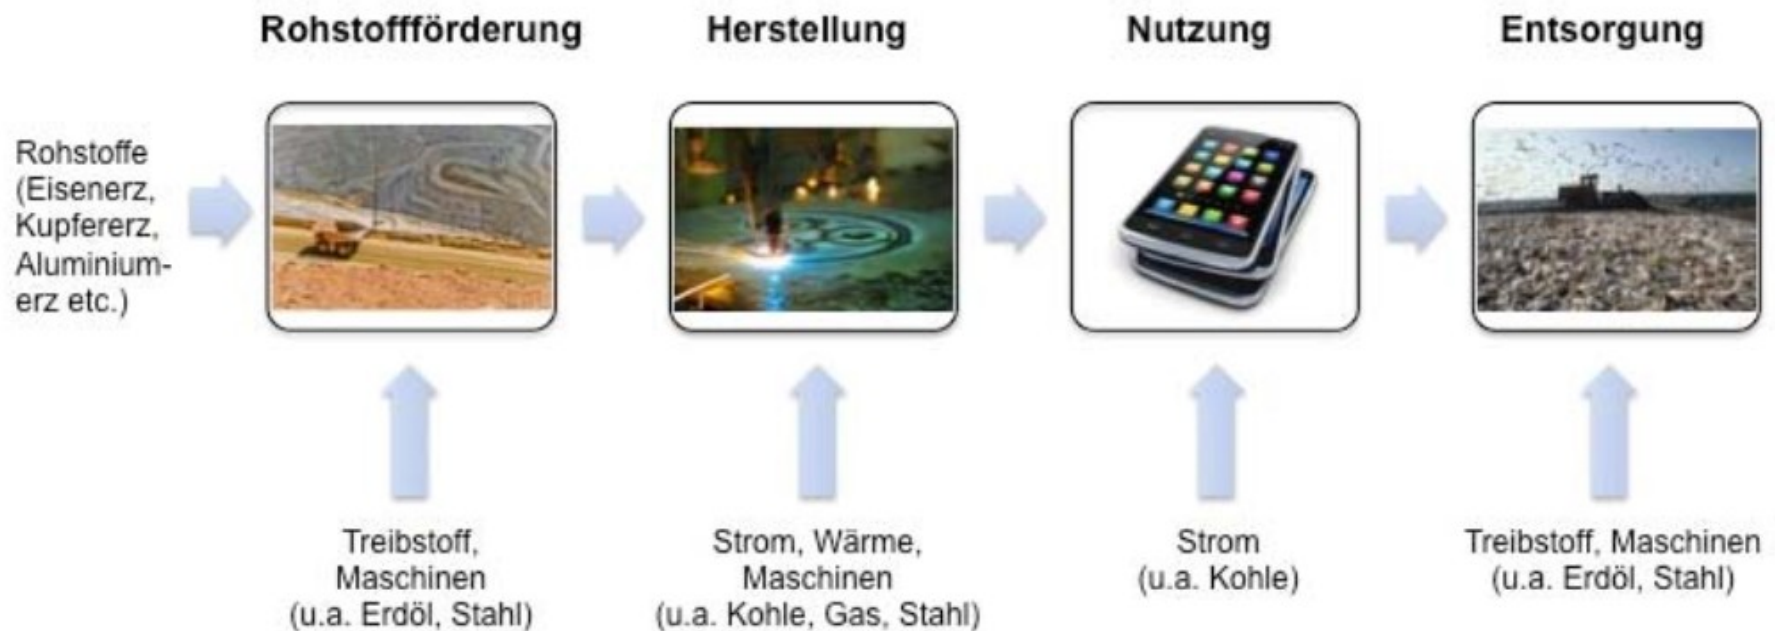 Rohstoffförderung
Herstellung
Nutzung
Entsorgung
Rohstoffe
(Eisenerz,
Kupfererz,
Aluminium-
erz etc.)
Treibstoff,
Maschinen
(u.a. Erdöl, Stahl)
Strom, Wärme,
Maschinen
(u.a. Kohle, Gas, Stahl)
Strom
(u.a. Kohle)
Treibstoff, Maschinen
(u.a. Erdöl, Stahl)